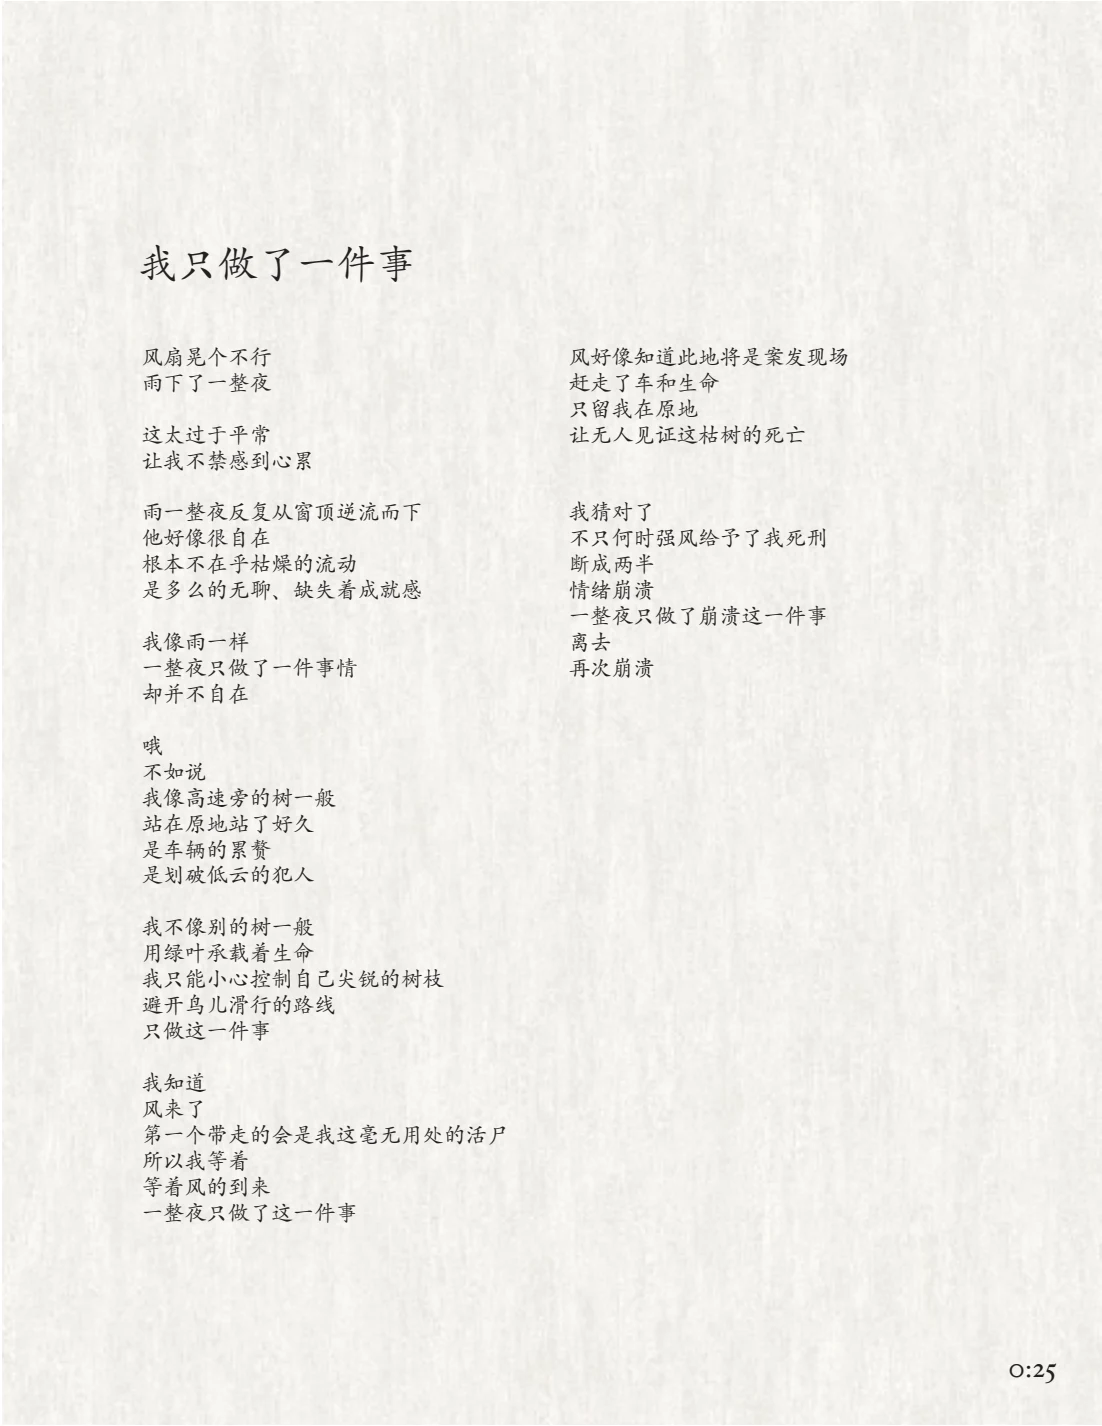 我只做了一件事
风扇晃个不行
雨下了一整夜
这太过于平常
让我不禁感到心累
雨一整夜反复从窗顶逆流而下
他好像很自在
根本不在乎枯燥的流动
是多么的无聊、缺失着成就感
我像雨一样
一整夜只做了一件事情
却并不自在
哦
不如说
我像高速旁的树一般
站在原地站了好久
是车辆的累赘
是划破低云的犯人
我不像别的树一般
用绿叶承载着生命
我只能小心控制自己尖锐的树枝
避开鸟儿滑行的路线
只做这一件事
我知道
风来了
第一个带走的会是我这毫无用处的活尸
所以我等着
等着风的到来
一整夜只做了这一件事
风好像知道此地将是案发现场
赶走了车和生命
只留我在原地
让无人见证这枯树的死亡
我猜对了
不只何时强风给予了我死刑
断成两半
情绪崩溃
一整夜只做了崩溃这一件事
离去
再次崩溃
0:25